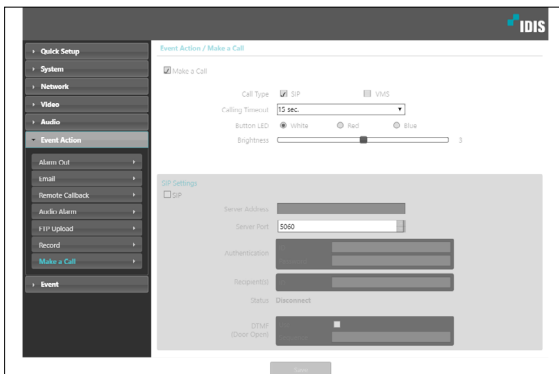 IDIS
Quick Setup
System
Network
Video
Audio
Event Action
Alarm Out
Email
Remote Callback
Audio Alarm
FTP Upload
Record
Make a Call
Event
Event Action / Make a Call
Make a Call
Call Type SIP VMS
Calling Timeout 15 sec.
Button LED White Red Blue
Brightness 3
SIP Settings
SIP
Server Address
Server Port 5060
Authentication
Recipient(s)
Status Disconnect
DTMF
(Door Open)